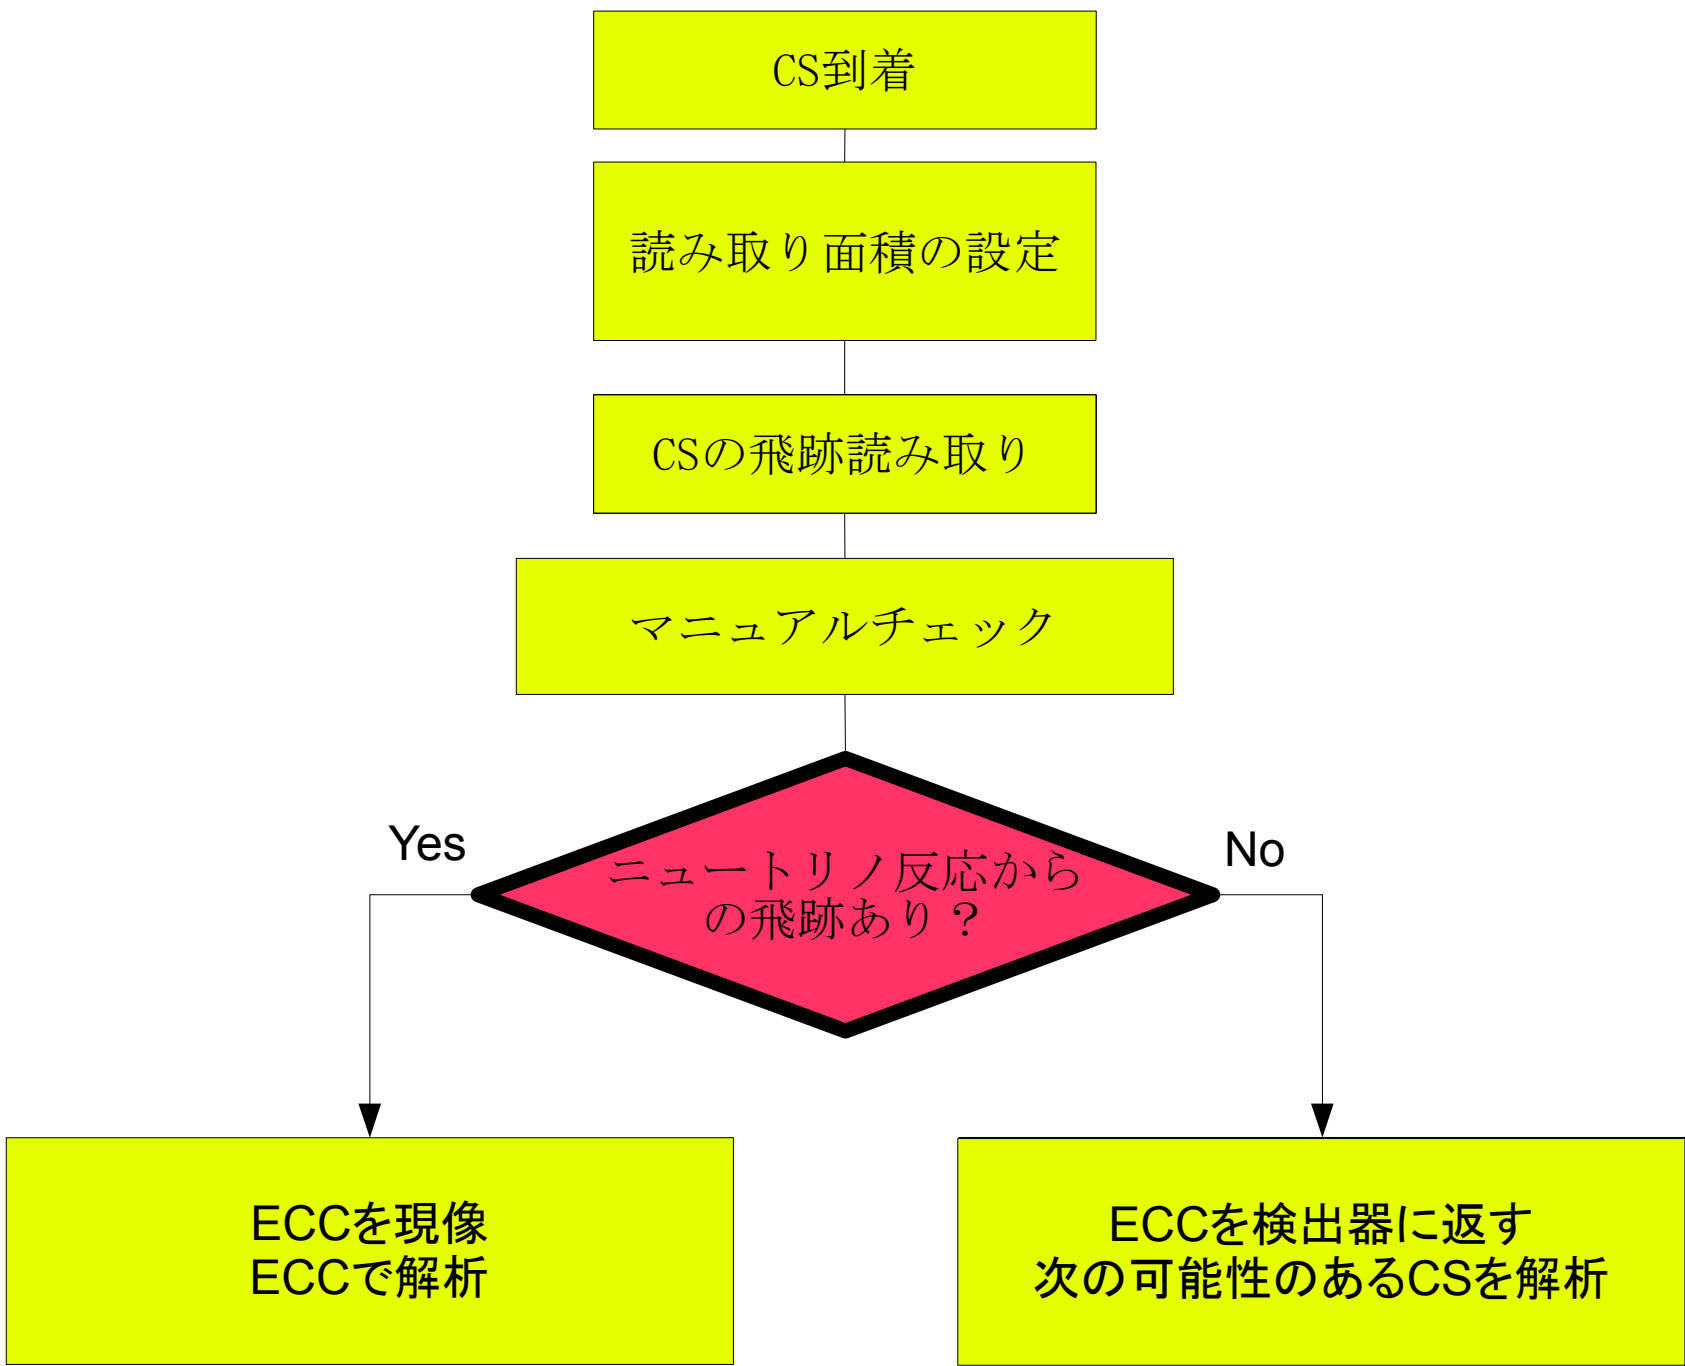 CS到着
読み取り面積の設定
CSの飛跡読み取り
マニュアルチェック
Yes
No
ニュートリノ反応から
の飛跡あり？
ECCを現像
ECCで解析
ECCを検出器に返す
次の可能性のあるCSを解析